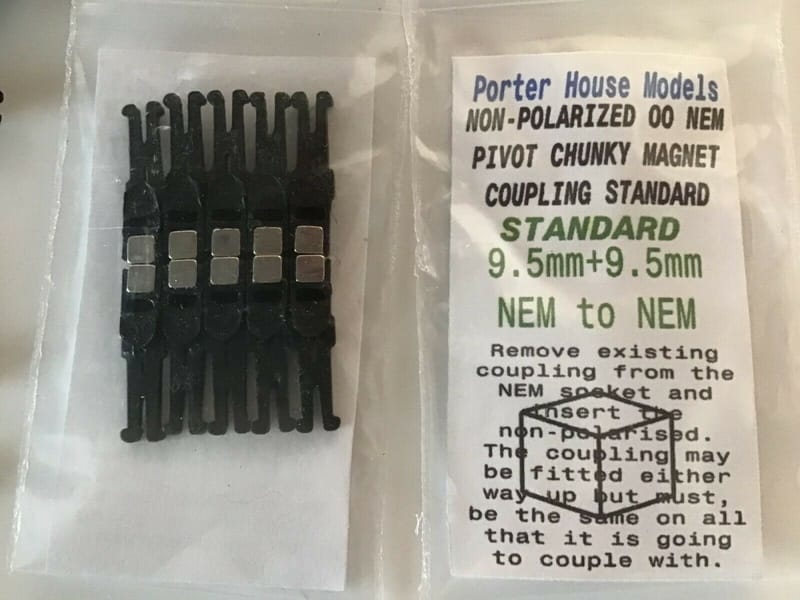 Porter House Models
NON-POLARIZED OO NEM
PIVOT CHUNKY MAGNET
COUPLING STANDARD
STANDARD
9.5mm+9.5mm
NEM to NEM
Remove existing
coupling from the
NEM socket and
insert the
non-polarised.
The coupling may
be fitted either
way up but must,
be the same on all
that it is going
to couple with.